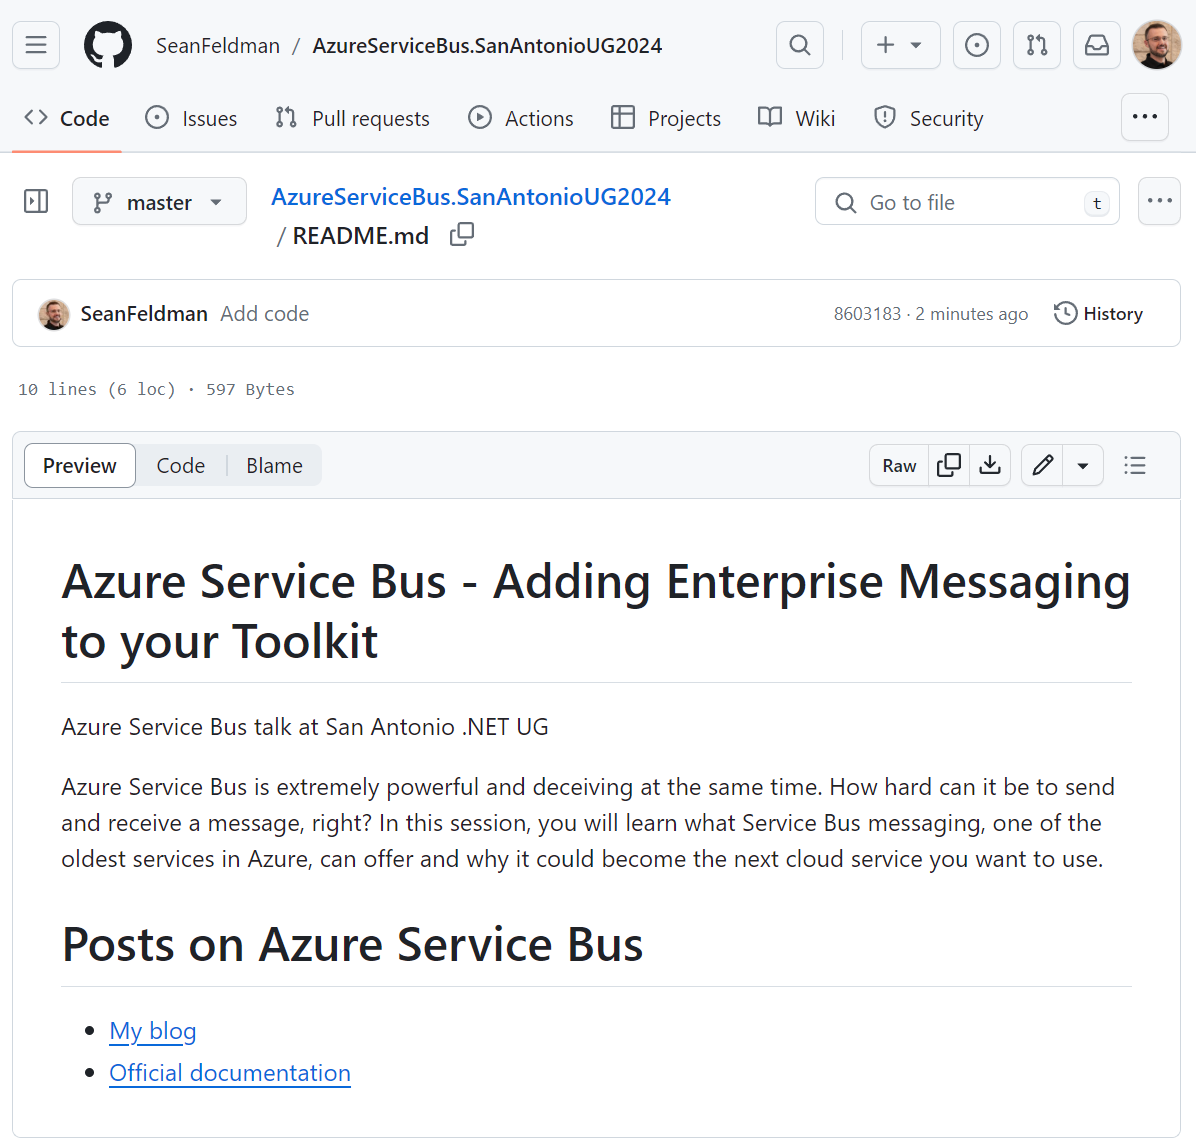 SeanFeldman / AzureServiceBus.SanAntonioUG2024
Code Issues Pull requests Actions Projects Wiki Security
master
AzureServiceBus.SanAntonioUG2024
/ README.md
Go to file t
SeanFeldman Add code 8603183 · 2 minutes ago History
10 lines (6 loc) · 597 Bytes
Preview Code Blame Raw
Azure Service Bus - Adding Enterprise Messaging
to your Toolkit
Azure Service Bus talk at San Antonio .NET UG
Azure Service Bus is extremely powerful and deceiving at the same time. How hard can it be to send
and receive a message, right? In this session, you will learn what Service Bus messaging, one of the
oldest services in Azure, can offer and why it could become the next cloud service you want to use.
Posts on Azure Service Bus
My blog
Official documentation